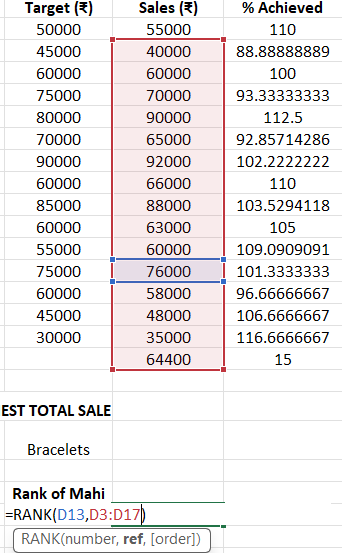 Target (₹) Sales (₹) % Achieved
50000 55000 110
45000 40000 88.88888889
60000 60000 100
75000 70000 93.33333333
80000 90000 112.5
70000 65000 92.85714286
90000 92000 102.2222222
60000 66000 110
85000 88000 103.5294118
60000 63000 105
55000 60000 109.0909091
75000 76000 101.3333333
60000 58000 96.66666667
45000 48000 106.6666667
30000 35000 116.6666667
64400 15
EST TOTAL SALE
Bracelets
Rank of Mahi
=RANK(D13,D3:D17)
RANK(number, ref, [order])